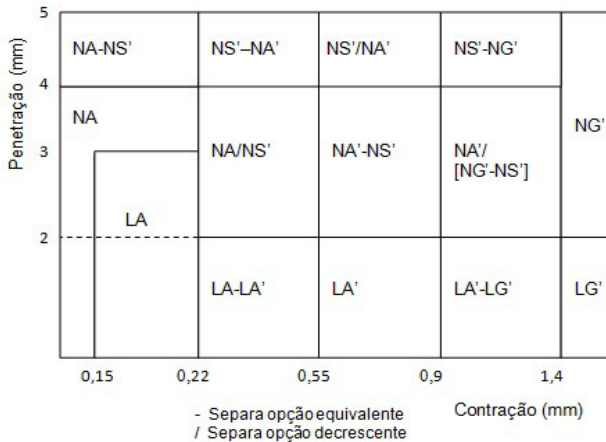 5
NA-NS’
NS’–NA’
NS’/NA’
NS’-NG’
4
NA
NG’
3
NA/NS’
NA’-NS’
NA’/
[NG’-NS’]
LA
2
LA-LA’
LA’
LA’-LG’
LG’
0,15
0,22
0,55
0,9
1,4
Penetração (mm)
Contração (mm)
- Separa opção equivalente
/ Separa opção decrescente